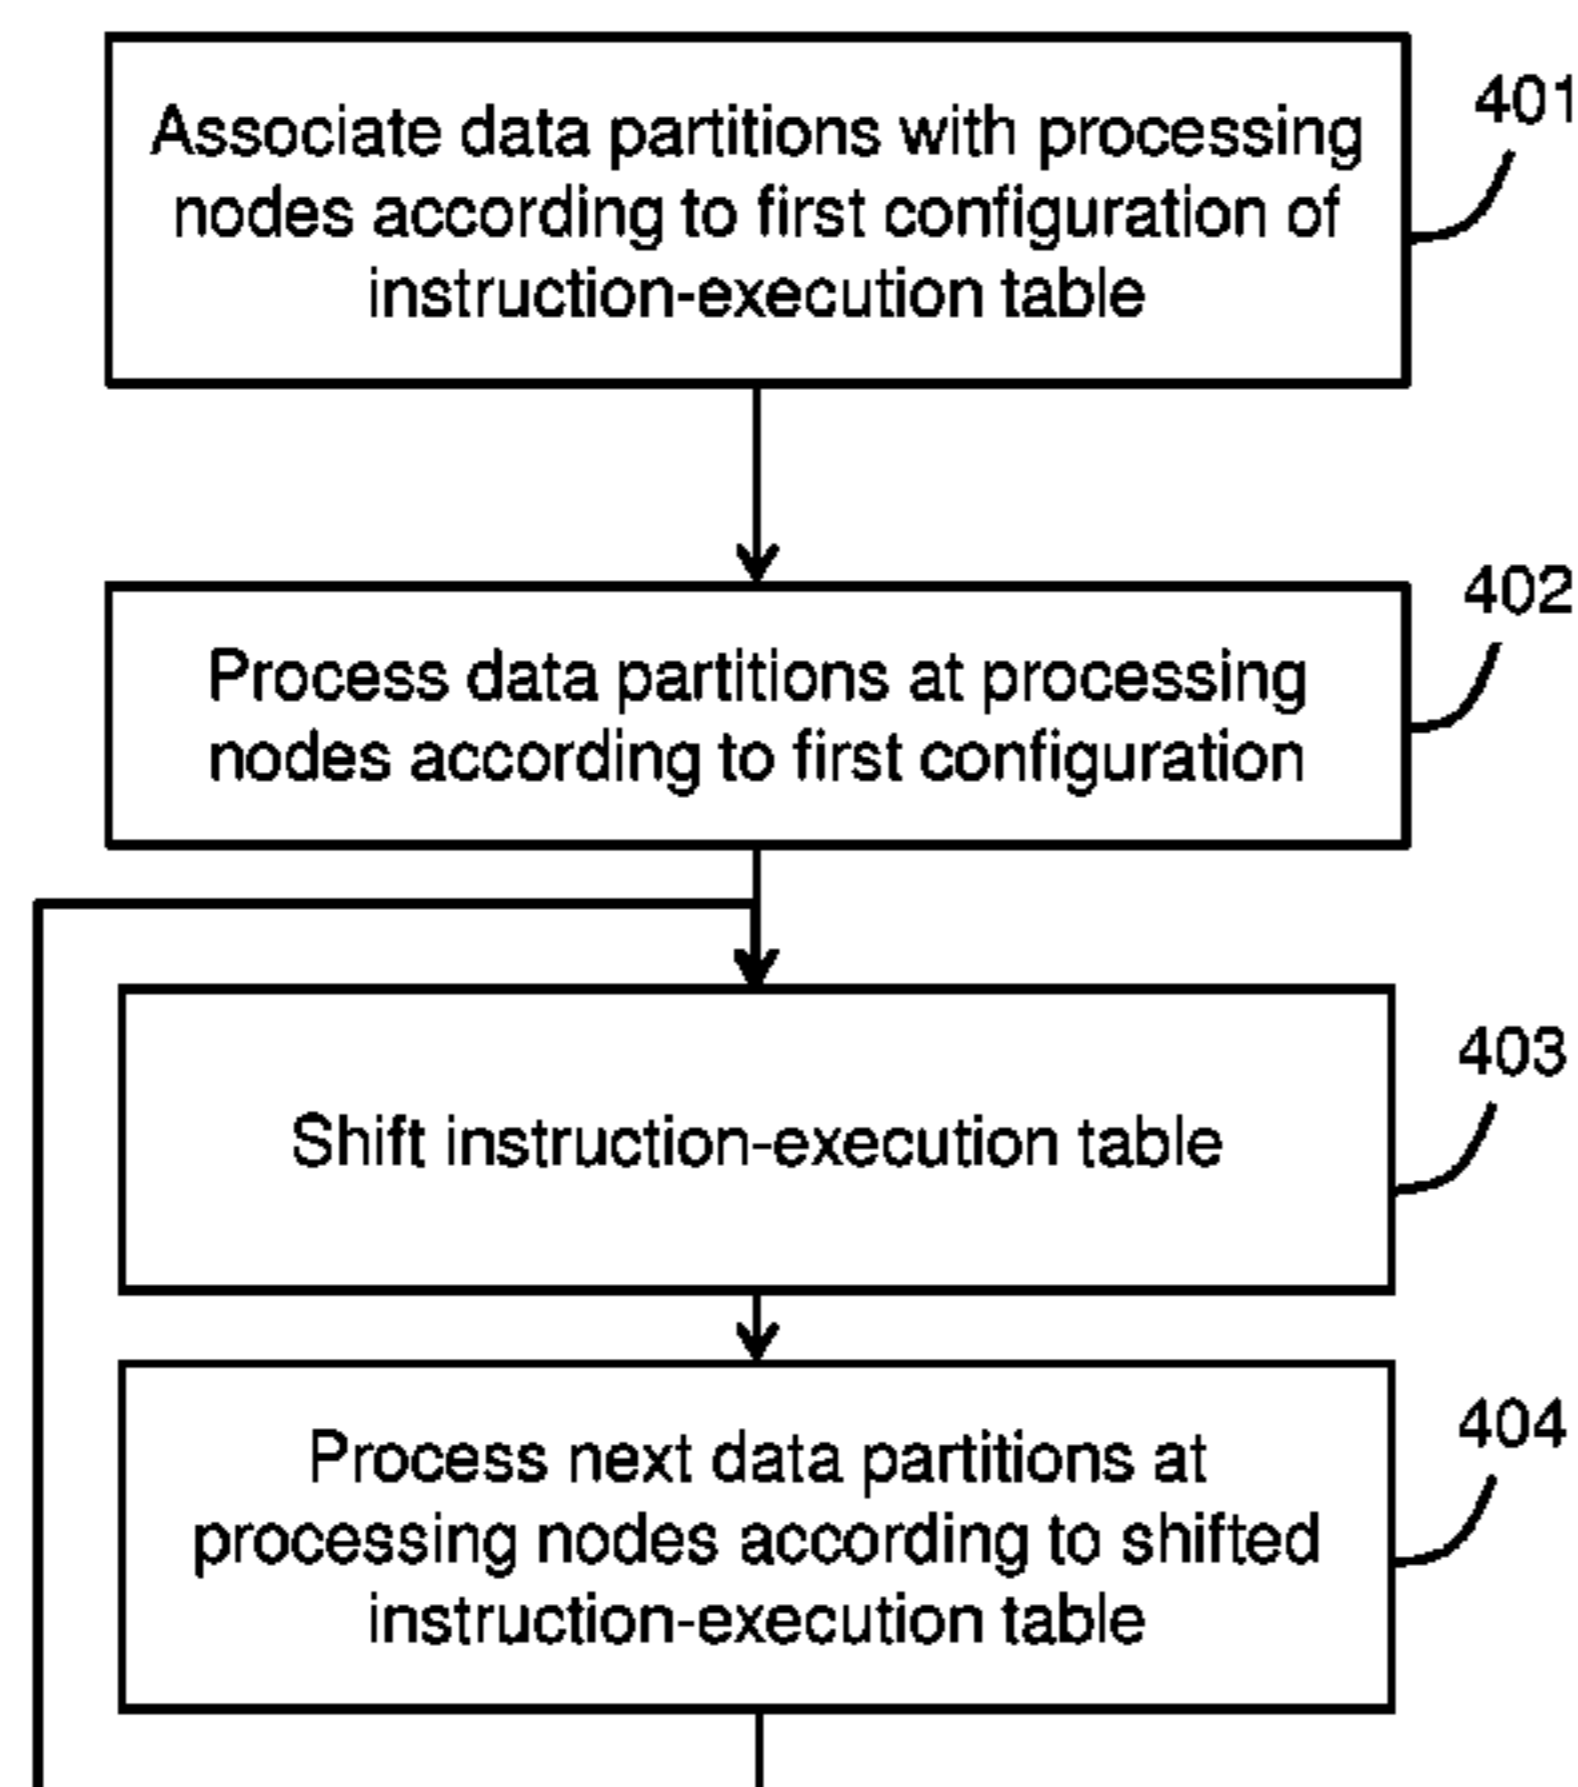 Associate data partitions with processing
nodes according to first configuration of
instruction-execution table
401
Process data partitions at processing
nodes according to first configuration
402
Shift instruction-execution table
403
Process next data partitions at
processing nodes according to shifted
instruction-execution table
404